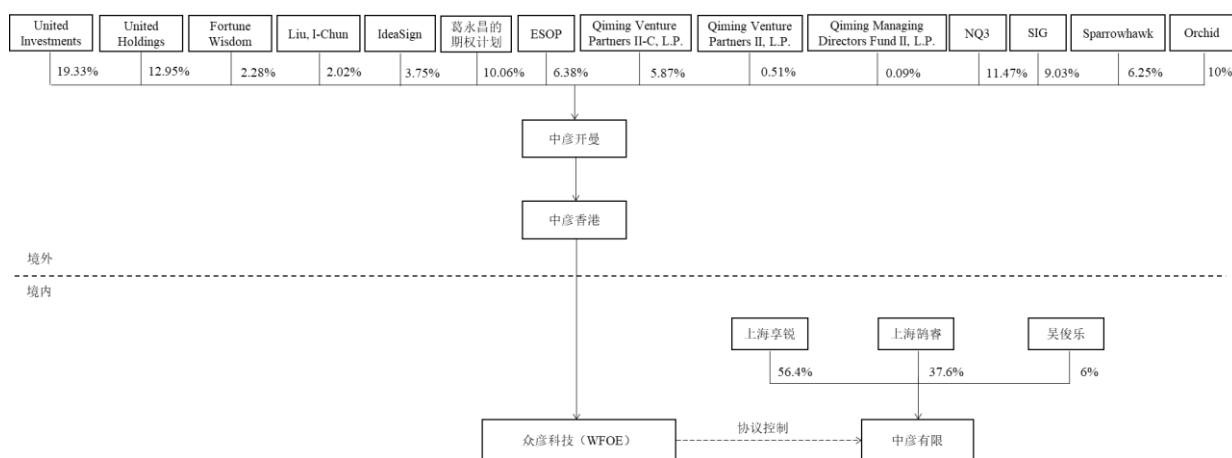 United
Investments
United
Holdings
Fortune
Wisdom
Liu, I-Chun
IdeaSign
葛永昌的
期权计划
ESOP
Qiming Venture
Partners II-C, L.P.
Qiming Venture
Partners II, L.P.
Qiming Managing
Directors Fund II, L.P.
NQ3
SIG
Sparrowhawk
Orchid
19.33%
12.95%
2.28%
2.02%
3.75%
10.06%
6.38%
5.87%
0.51%
0.09%
11.47%
9.03%
6.25%
10%
中彦开曼
中彦香港
境外
境内
上海享锐
上海鹄睿
吴俊乐
56.4%
37.6%
6%
众彦科技（WFOE）
协议控制
中彦有限